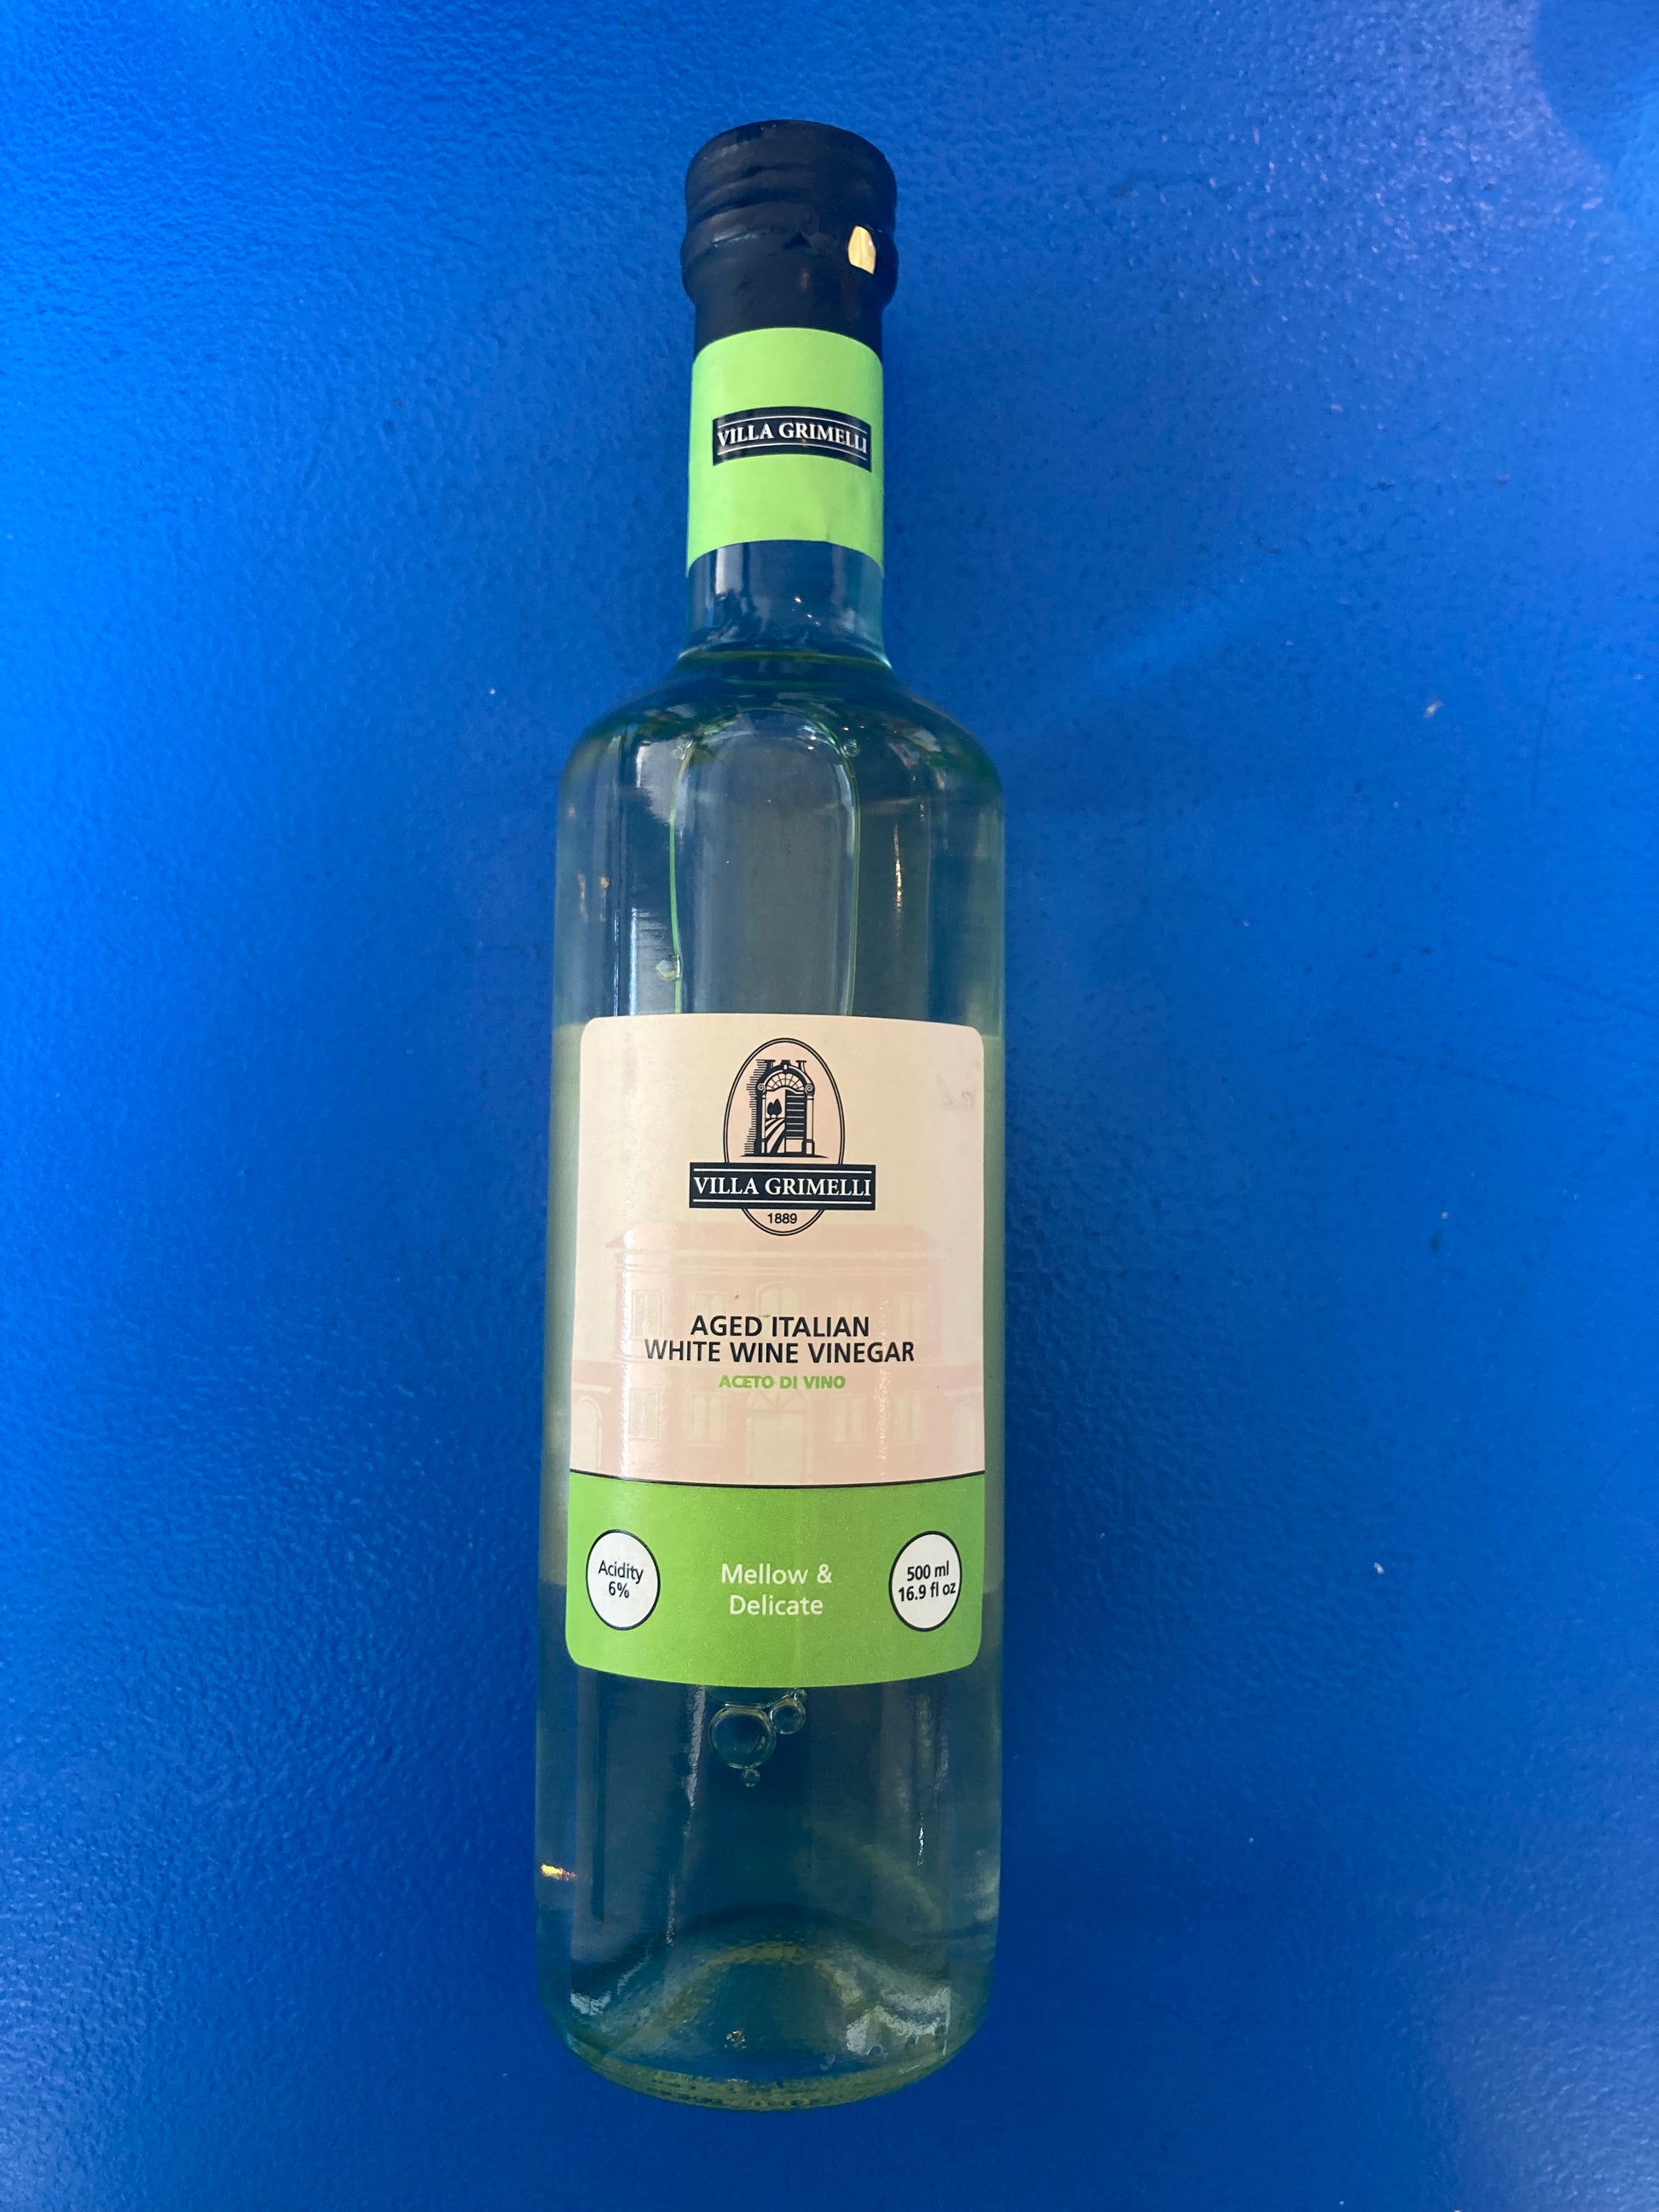 VILLA GRIMELLI
VILLA GRIMELLI
1889
AGED ITALIAN
WHITE WINE VINEGAR
ACETO DI VINO
Acidity
6%
Mellow &
Delicate
500 ml
16.9 fl oz